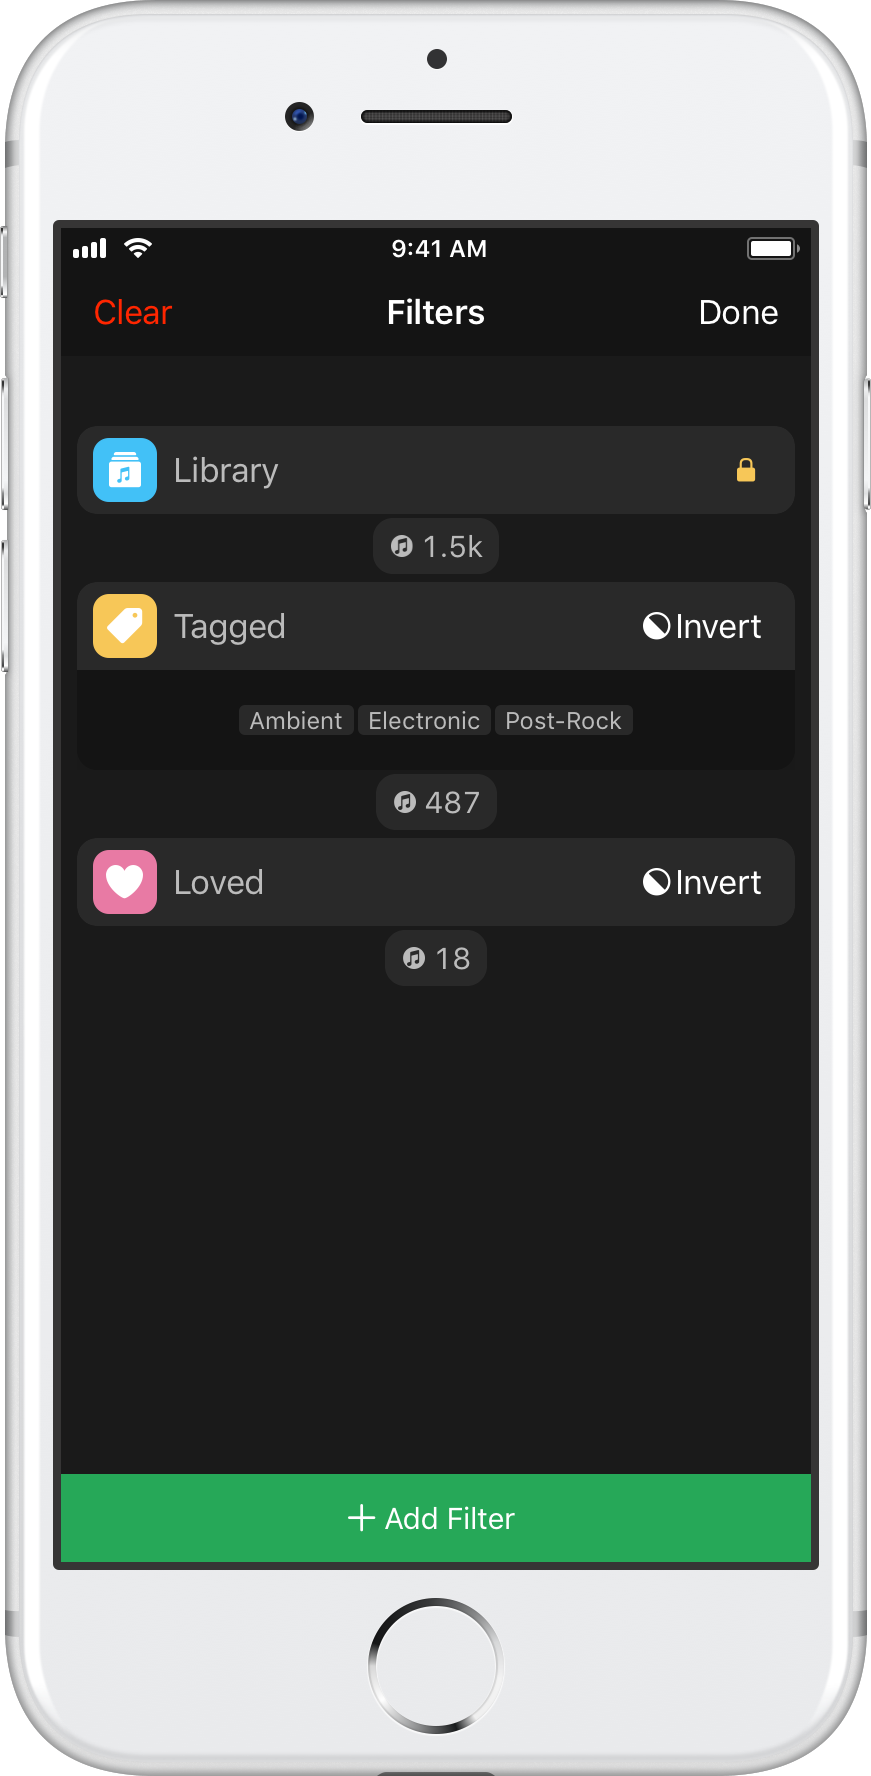 9:41 AM
Clear Filters Done
Library
1.5k
Tagged Invert
Ambient Electronic Post-Rock
487
Loved Invert
18
+ Add Filter